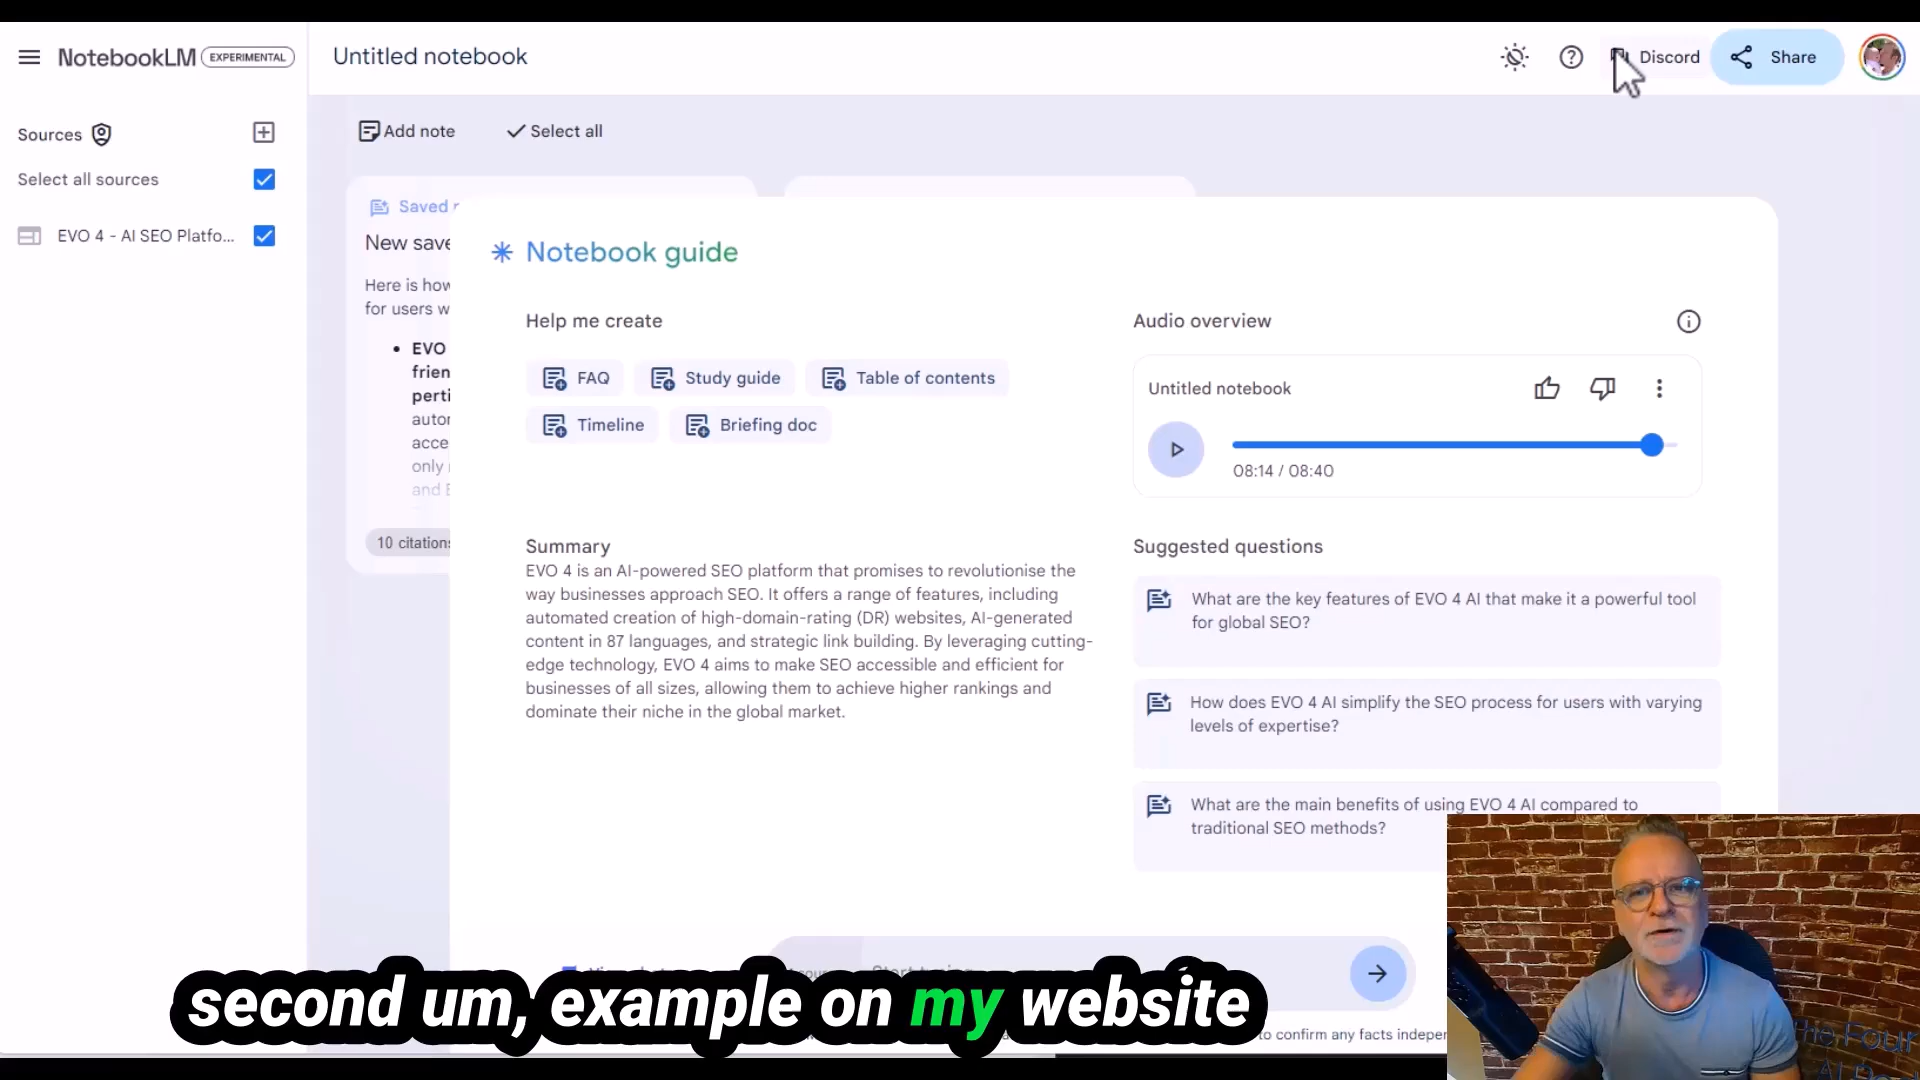 NotebookLM EXPERIMENTAL
Untitled notebook
Discord
Share
Sources
Select all sources
EVO 4 - AI SEO Platfo...
Add note
Select all
Saved
New save
Here is how
for users w
EVO
frien
perti
autor
acce
only
and
10 citations
Notebook guide
Help me create
FAQ
Study guide
Table of contents
Timeline
Briefing doc
Audio overview
Untitled notebook
08:14 / 08:40
Summary
EVO 4 is an AI-powered SEO platform that promises to revolutionise the
way businesses approach SEO. It offers a range of features, including
automated creation of high-domain-rating (DR) websites, AI-generated
content in 87 languages, and strategic link building. By leveraging cutting-
edge technology, EVO 4 aims to make SEO accessible and efficient for
businesses of all sizes, allowing them to achieve higher rankings and
dominate their niche in the global market.
Suggested questions
What are the key features of EVO 4 AI that make it a powerful tool
for global SEO?
How does EVO 4 AI simplify the SEO process for users with varying
levels of expertise?
What are the main benefits of using EVO 4 AI compared to
traditional SEO methods?
second um, example on my website
to confirm any facts indepen
The Four